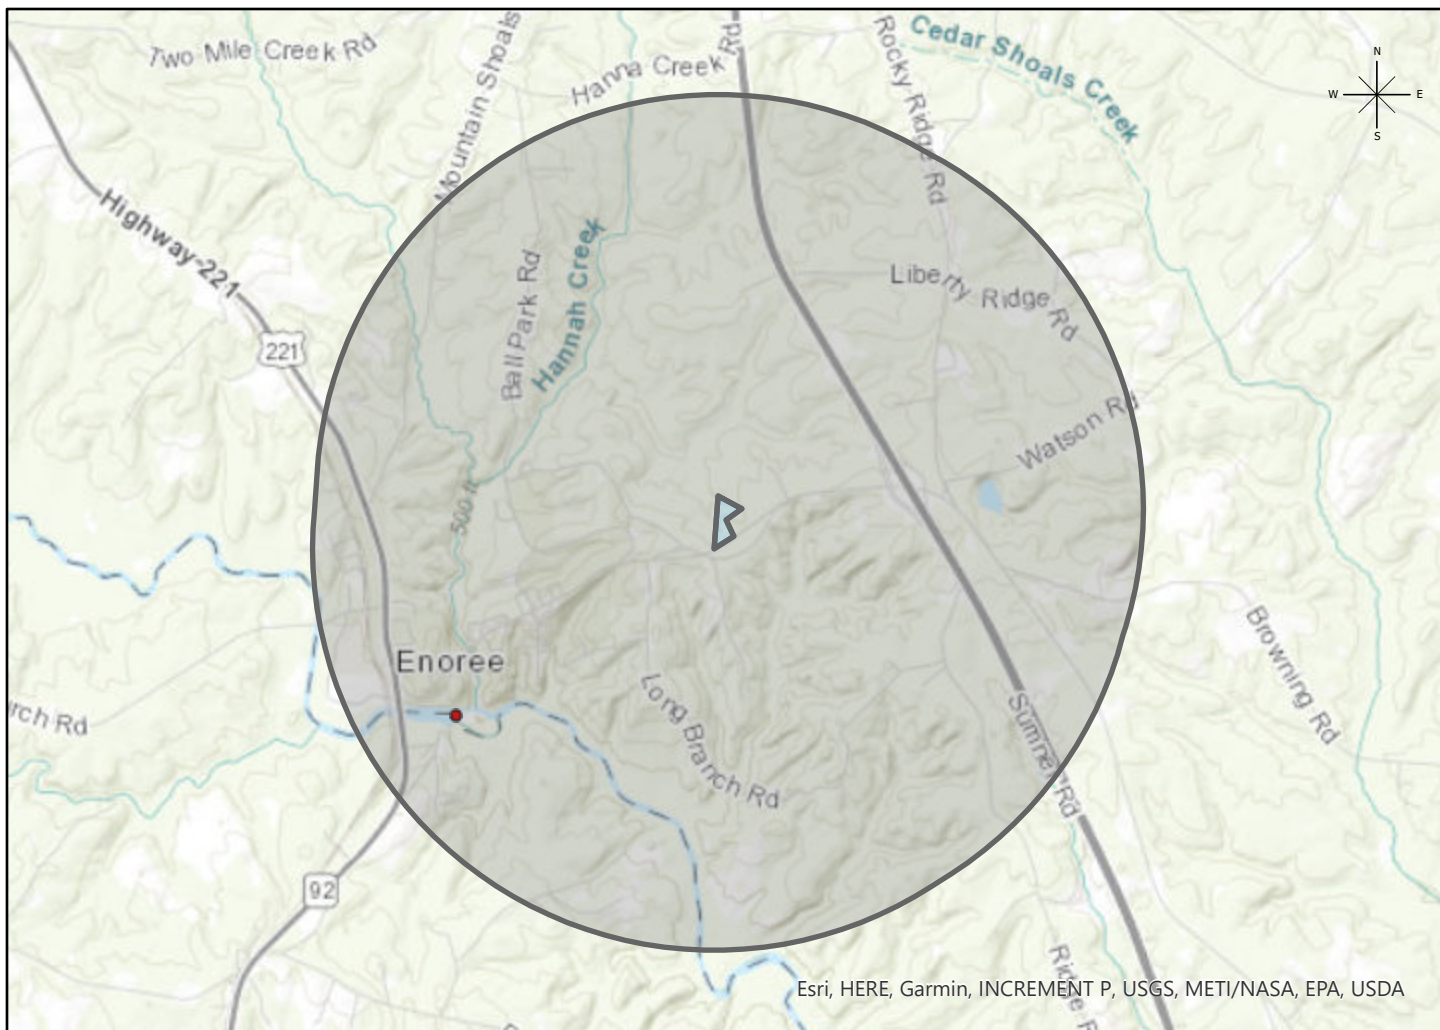 Two Mile Creek Rd
Mountain Shoals
Hanna Creek Rd
Rocky Ridge Rd
Cedar Shoals Creek
N
W E
S
Highway-221
221
Ball Park Rd
Hannah Creek
Liberty Ridge Rd
Watson Rd
500 ft
Enoree
Long Branch Rd
Sumner Rd
Browning Rd
rch Rd
92
Ridge R
Esri, HERE, Garmin, INCREMENT P, USGS, METI/NASA, EPA, USDA